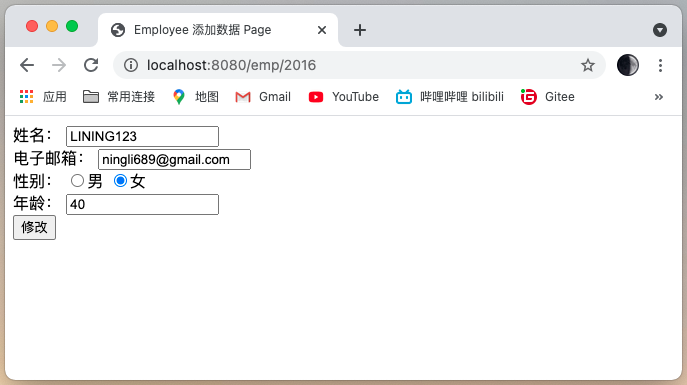 Employee 添加数据 Page
localhost:8080/emp/2016
应用 常用连接 地图 Gmail YouTube 哔哩哔哩 bilibili Gitee
姓名： LINING123
电子邮箱： ningli689@gmail.com
性别： 男 女
年龄： 40
修改